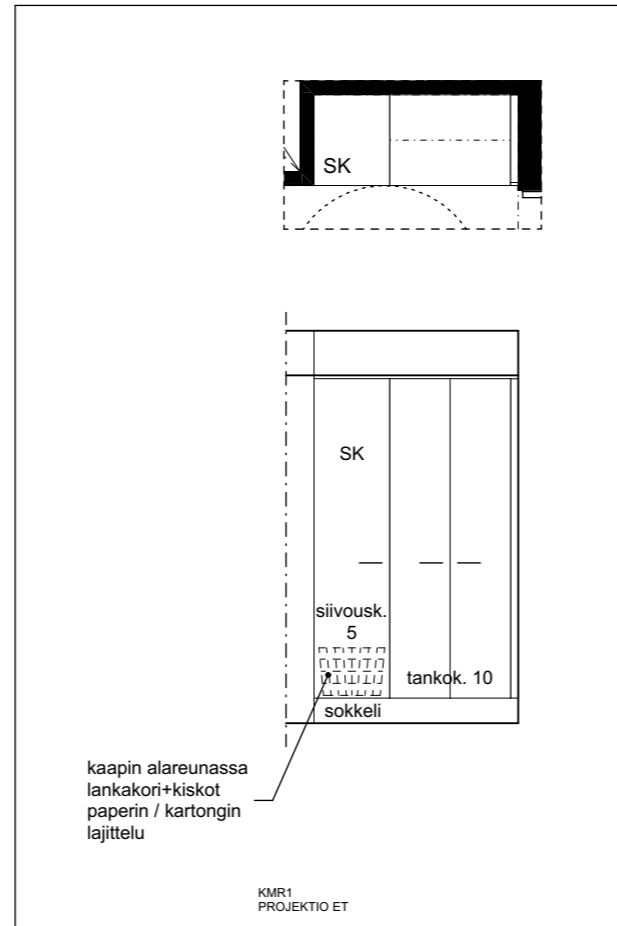 SK
SK
siivousk.
5
tankok. 10
sokkeli
kaapin alareunassa
lankakori+kiskot
paperin / kartongin
lajittelu
KMR1
PROJEKTIO ET